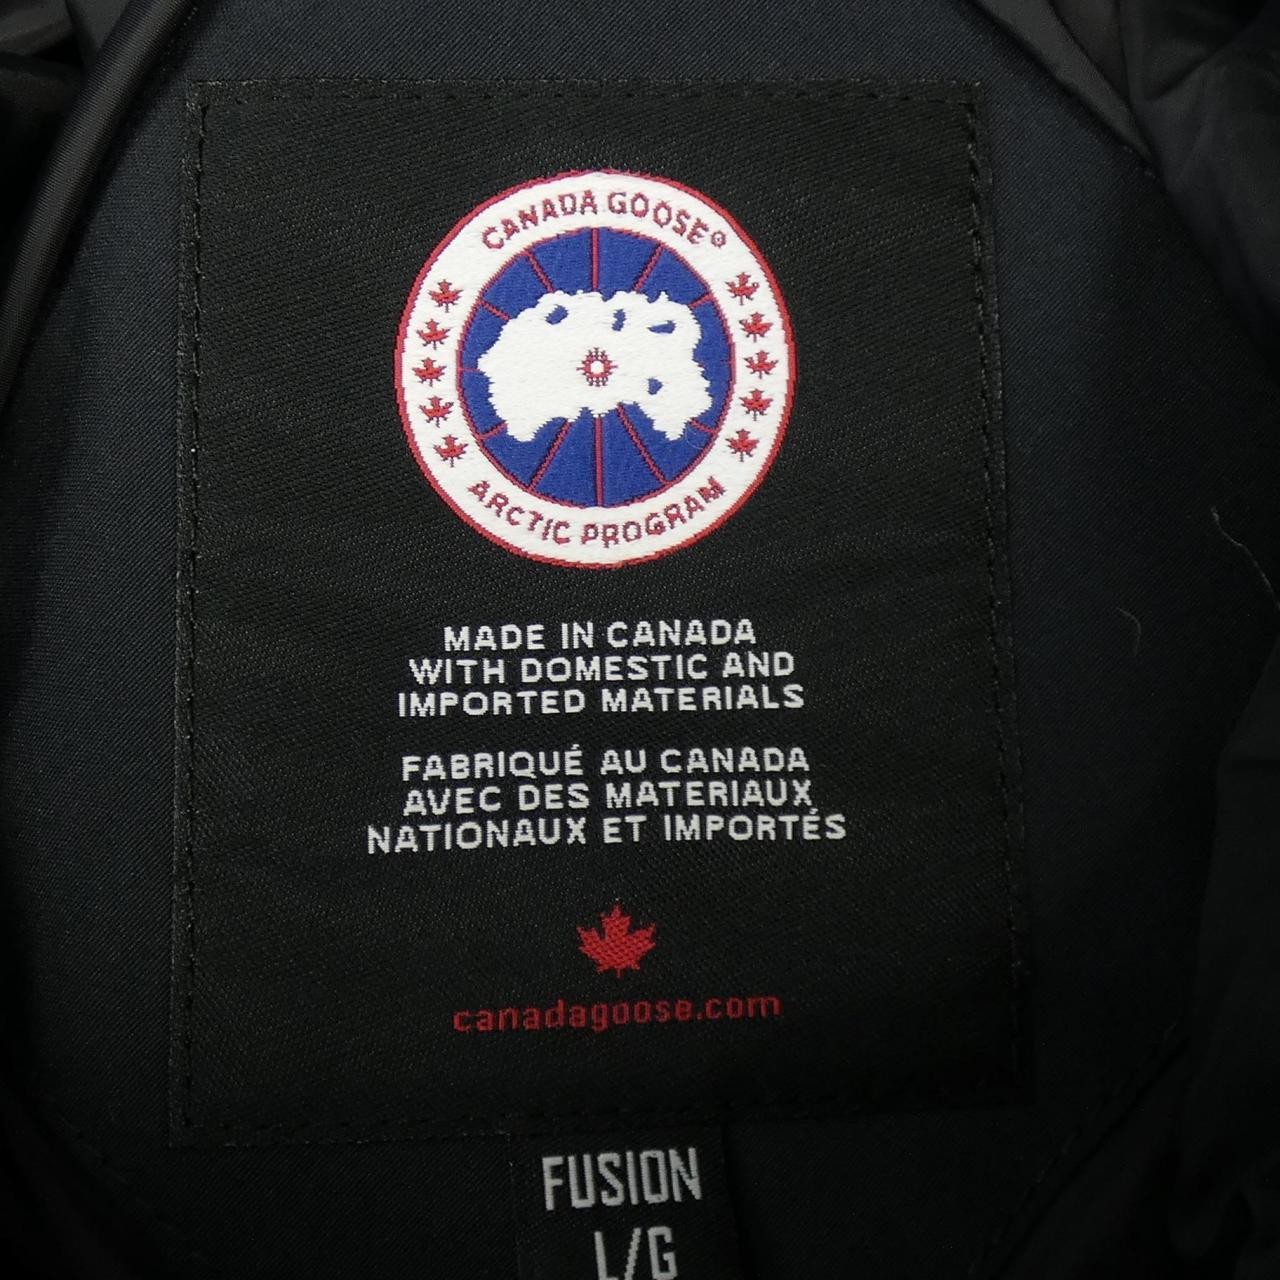 CANADA GOOSE®
ARCTIC PROGRAM
MADE IN CANADA
WITH DOMESTIC AND
IMPORTED MATERIALS
FABRIQUÉ AU CANADA
AVEC DES MATERIAUX
NATIONAUX ET IMPORTÉS
canadagoose.com
FUSION
L/G